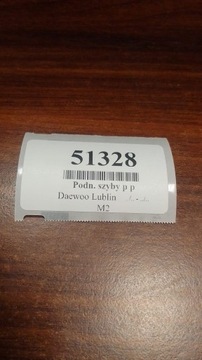 51328
Podn. szyby p p
Daewoo Lublin
M2